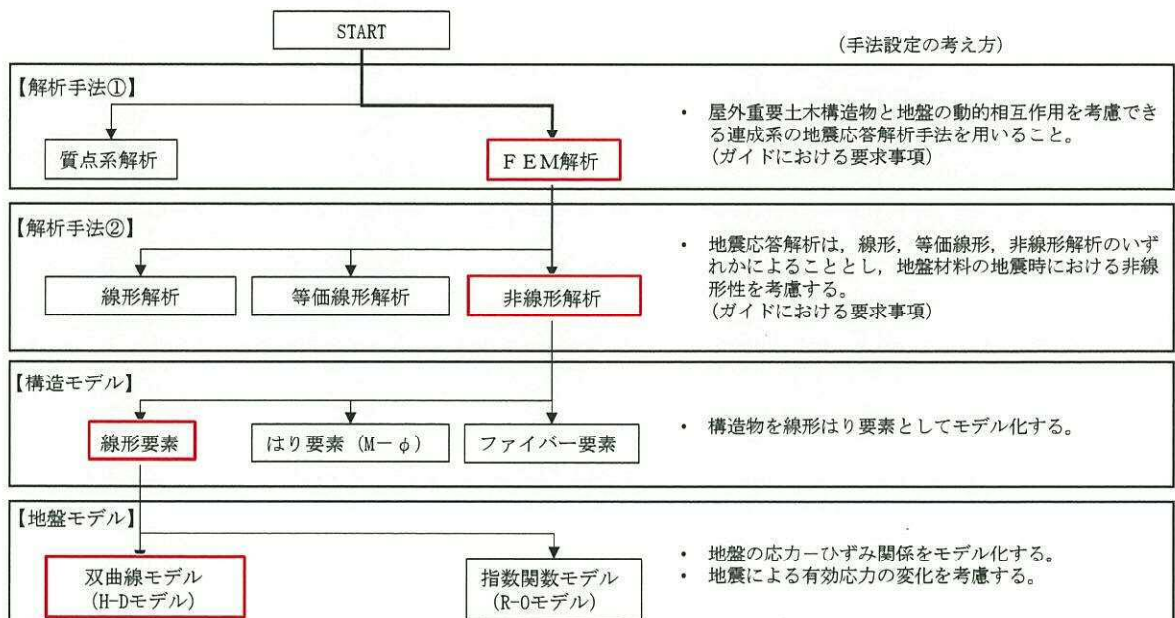 START
(手法設定の考え方)
【解析手法①】
質点系解析
FEM解析
・ 屋外重要土木構造物と地盤の動的相互作用を考慮でき
る連成系の地震応答解析手法を用いること。
(ガイドにおける要求事項)
【解析手法②】
線形解析
等価線形解析
非線形解析
・ 地震応答解析は，線形，等価線形，非線形解析のいず
れかによることとし，地盤材料の地震時における非線
形性を考慮する。
(ガイドにおける要求事項)
【構造モデル】
線形要素
はり要素 (M－φ)
ファイバー要素
・ 構造物を線形はり要素としてモデル化する。
【地盤モデル】
双曲線モデル
(H-Dモデル)
指数関数モデル
(R-Oモデル)
・ 地盤の応力－ひずみ関係をモデル化する。
・ 地震による有効応力の変化を考慮する。